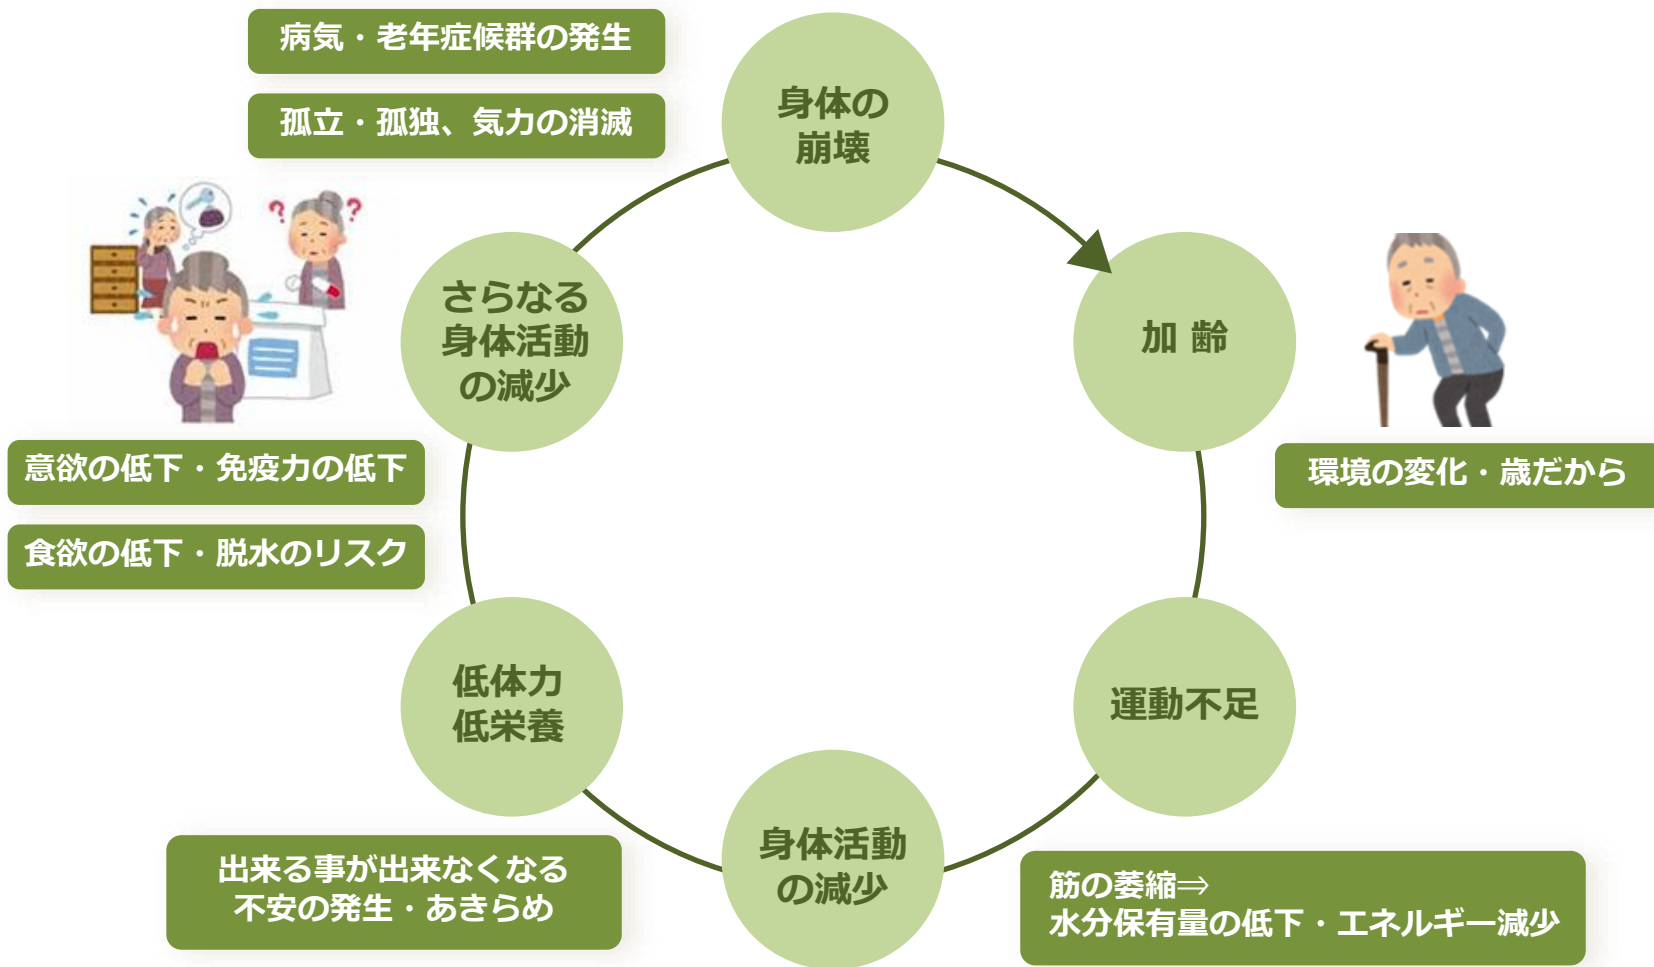 病気・老年症候群の発生
孤立・孤独、気力の消滅
身体の
崩壊
さらなる
身体活動
の減少
加 齢
意欲の低下・免疫力の低下
食欲の低下・脱水のリスク
環境の変化・歳だから
低体力
低栄養
運動不足
出来る事が出来なくなる
不安の発生・あきらめ
身体活動
の減少
筋の萎縮⇒
水分保有量の低下・エネルギー減少
? ?